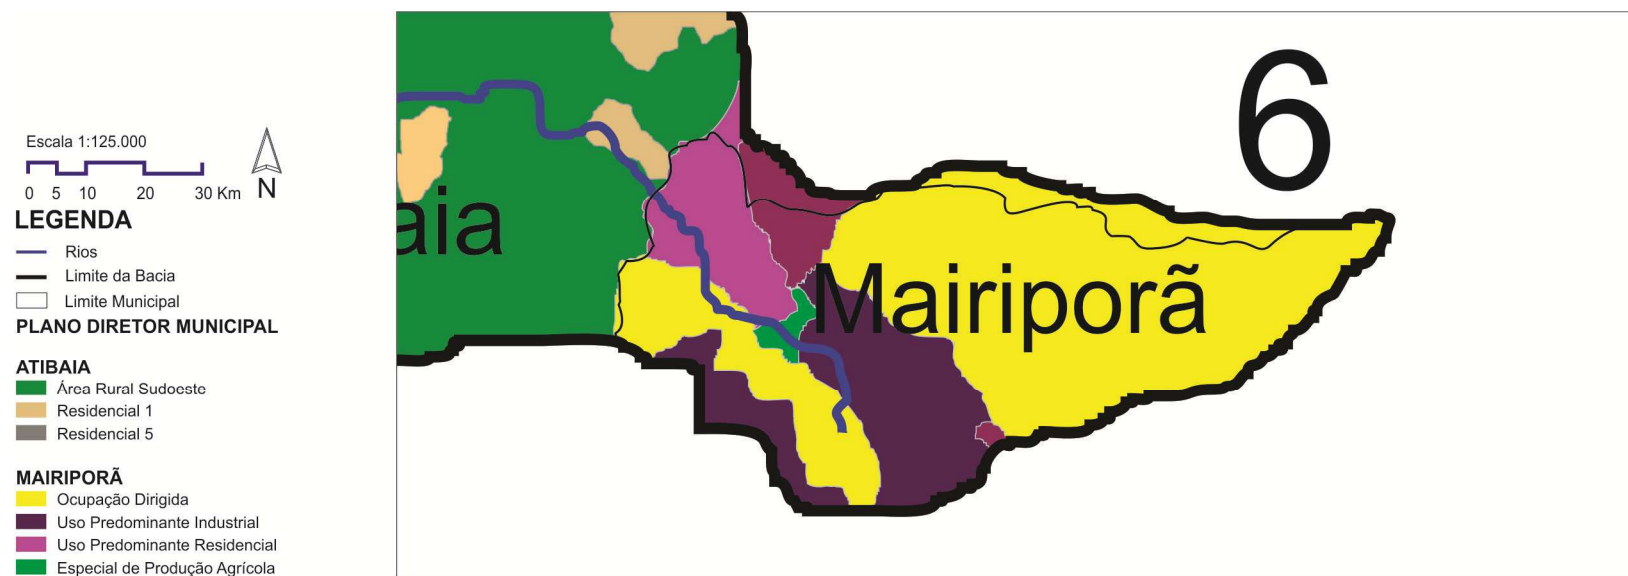 Escala 1:125.000
0 5 10 20 30 Km
N
LEGENDA
Rios
Limite da Bacia
Limite Municipal
PLANO DIRETOR MUNICIPAL
ATIBAIA
Área Rural Sudoeste
Residencial 1
Residencial 5
MAIRIPORÃ
Ocupação Dirigida
Uso Predominante Industrial
Uso Predominante Residencial
Especial de Produção Agrícola
6
aia
Mairiporã